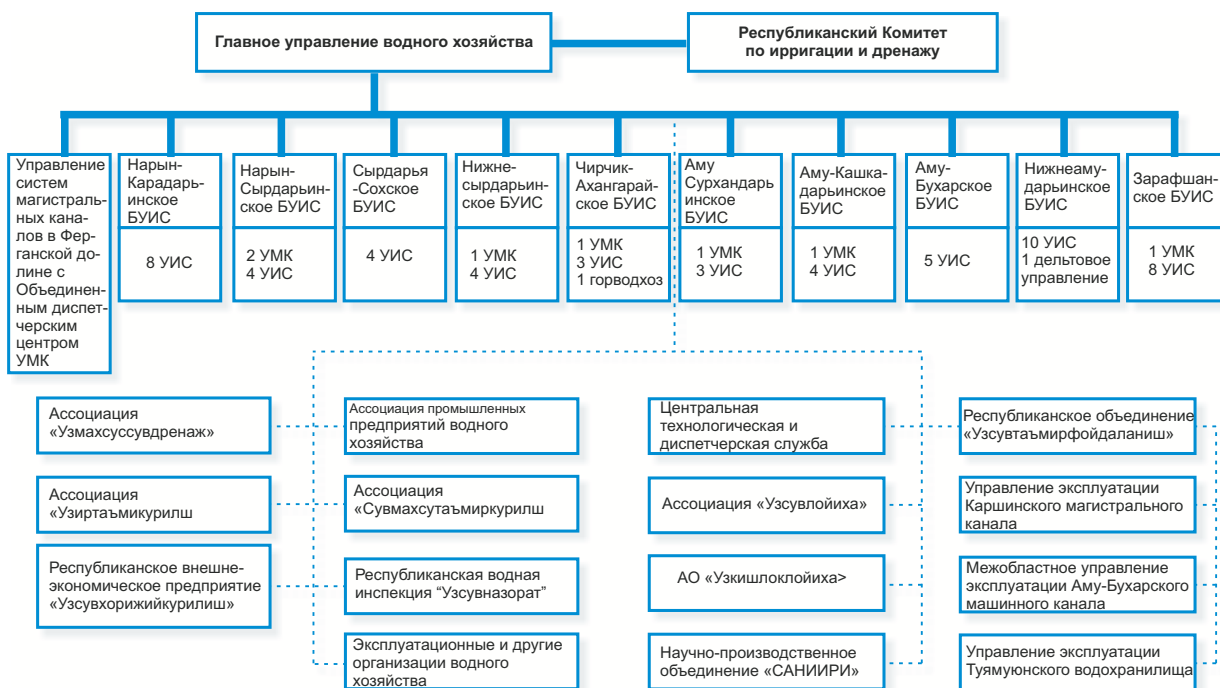 Главное управление водного хозяйства
Республиканский Комитет
по ирригации и дренажу
Управление
систем
магистраль-
ных кана-
лов в Фер-
ганской до-
лине с
Объединен-
ным диспет-
черским
центром
УМК
Нарын-
Карадарь-
инское
БУИС
8 УИС
Нарын-
Сырдарьин-
ское БУИС
2 УМК
4 УИС
Сырдарья
-Сохское
БУИС
4 УИС
Нижне-
сырдарьин-
ское БУИС
1 УМК
4 УИС
Чирчик-
Ахангарай-
ское БУИС
1 УМК
3 УИС
1 горводхоз
Аму
Сурхандарь
инское
БУИС
1 УМК
3 УИС
Аму-Кашка-
дарьинское
БУИС
1 УМК
4 УИС
Аму-
Бухарское
БУИС
5 УИС
Нижнеаму-
дарьинское
БУИС
10 УИС
1 дельтовое
управление
Зарафшан-
ское БУИС
1 УМК
8 УИС
Ассоциация
«Узмахсуссувдренаж»
Ассоциация промышленных
предприятий водного
хозяйства
Центральная
технологическая и
диспетчерская служба
Республиканское объединение
«Узсувтаъмирфойдаланиш»
Ассоциация
«Узиртаъмикурилш
Ассоциация
«Сувмахсутаъмиркурилш
Ассоциация «Узсувлойиха»
Управление эксплуатации
Каршинского магистрального
канала
Республиканское внешне-
экономическое предприятие
«Узсувхорижийкурилиш»
Республиканская водная
инспекция “Узсувназорат”
АО «Узкишлоклойиха>
Межобластное управление
эксплуатации Аму-Бухарского
машинного канала
Эксплуатационные и другие
организации водного
хозяйства
Научно-производственное
объединение «САНИИРИ»
Управление эксплуатации
Туямуюнского водохранилища